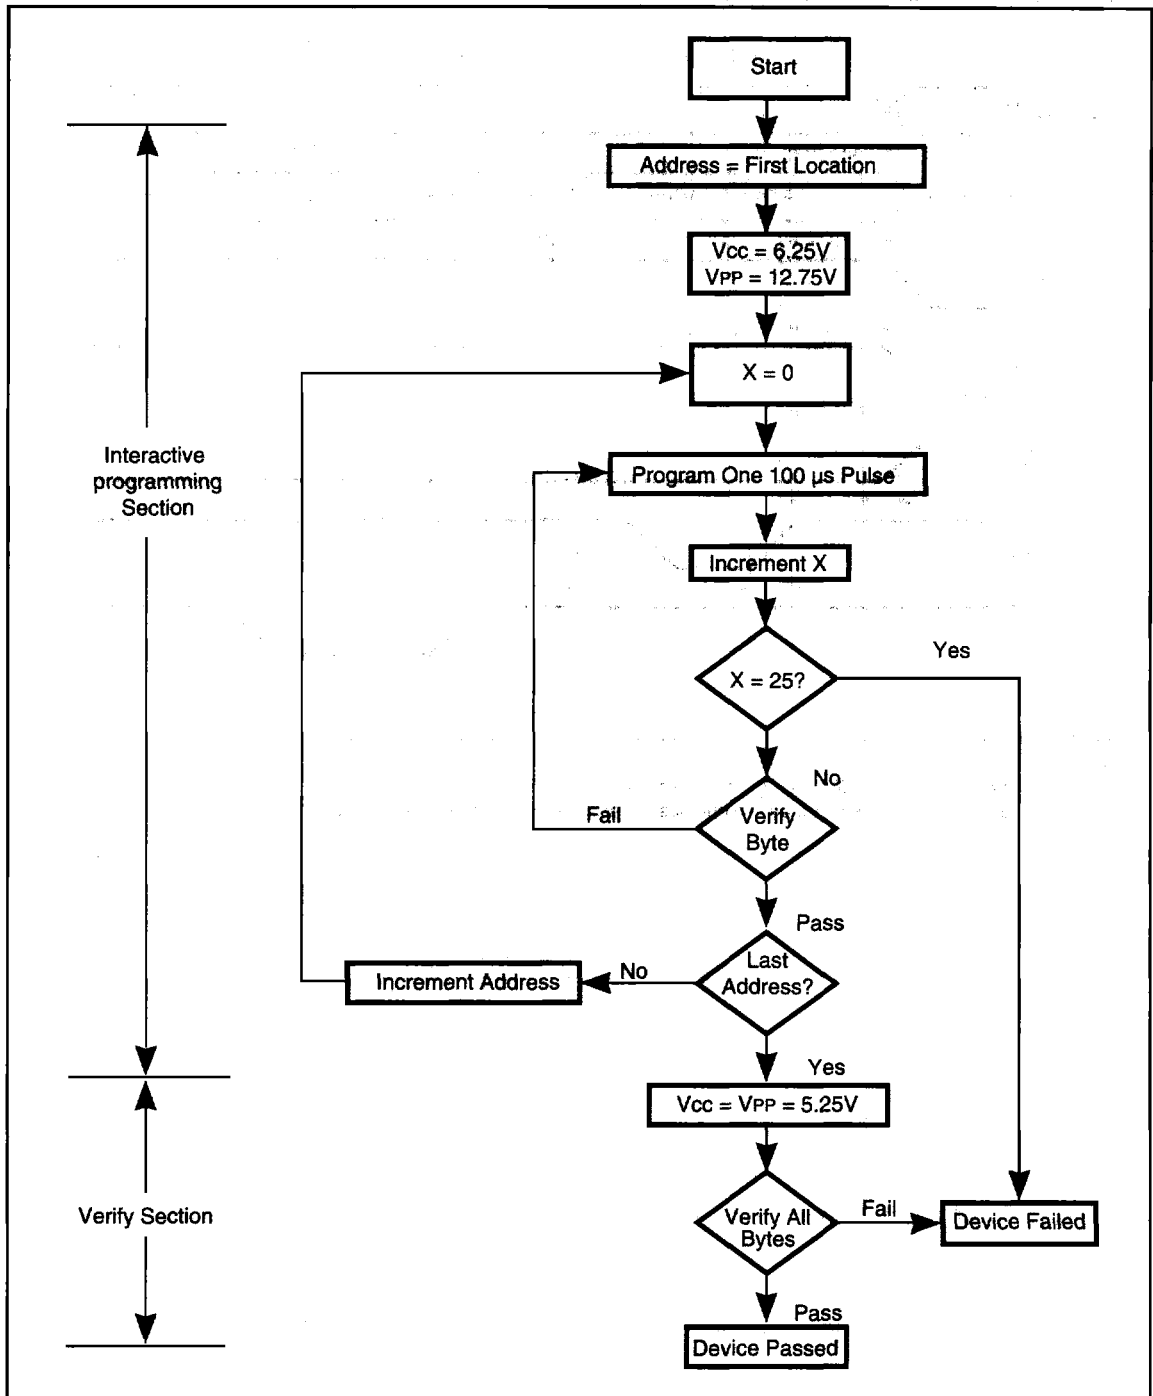 Start
Address = First Location
Vcc = 6.25V
VPP = 12.75V
X = 0
Interactive
programming
Section
Program One 100 µs Pulse
Increment X
X = 25?
Yes
No
Verify
Byte
Fail
Pass
Last
Address?
No
Increment Address
Yes
Vcc = VPP = 5.25V
Verify Section
Verify All
Bytes
Fail
Device Failed
Pass
Device Passed